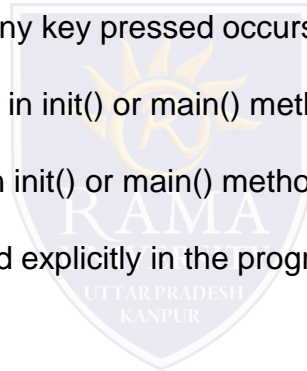 ny key pressed occurs
in init() or main() meth
n init() or main() metho
d explicitly in the progr
RAMA
UNIVERSITY
UTTAR PRADESH
KANPUR